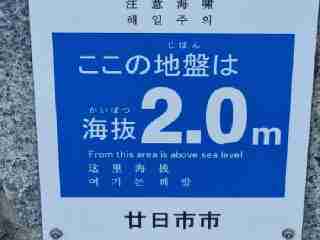 注意海嘯
해일주의
じばん
ここの地盤は
かいばつ
海抜2.0m
From this area is above sea level
这里海拔
여기는해발
廿日市市